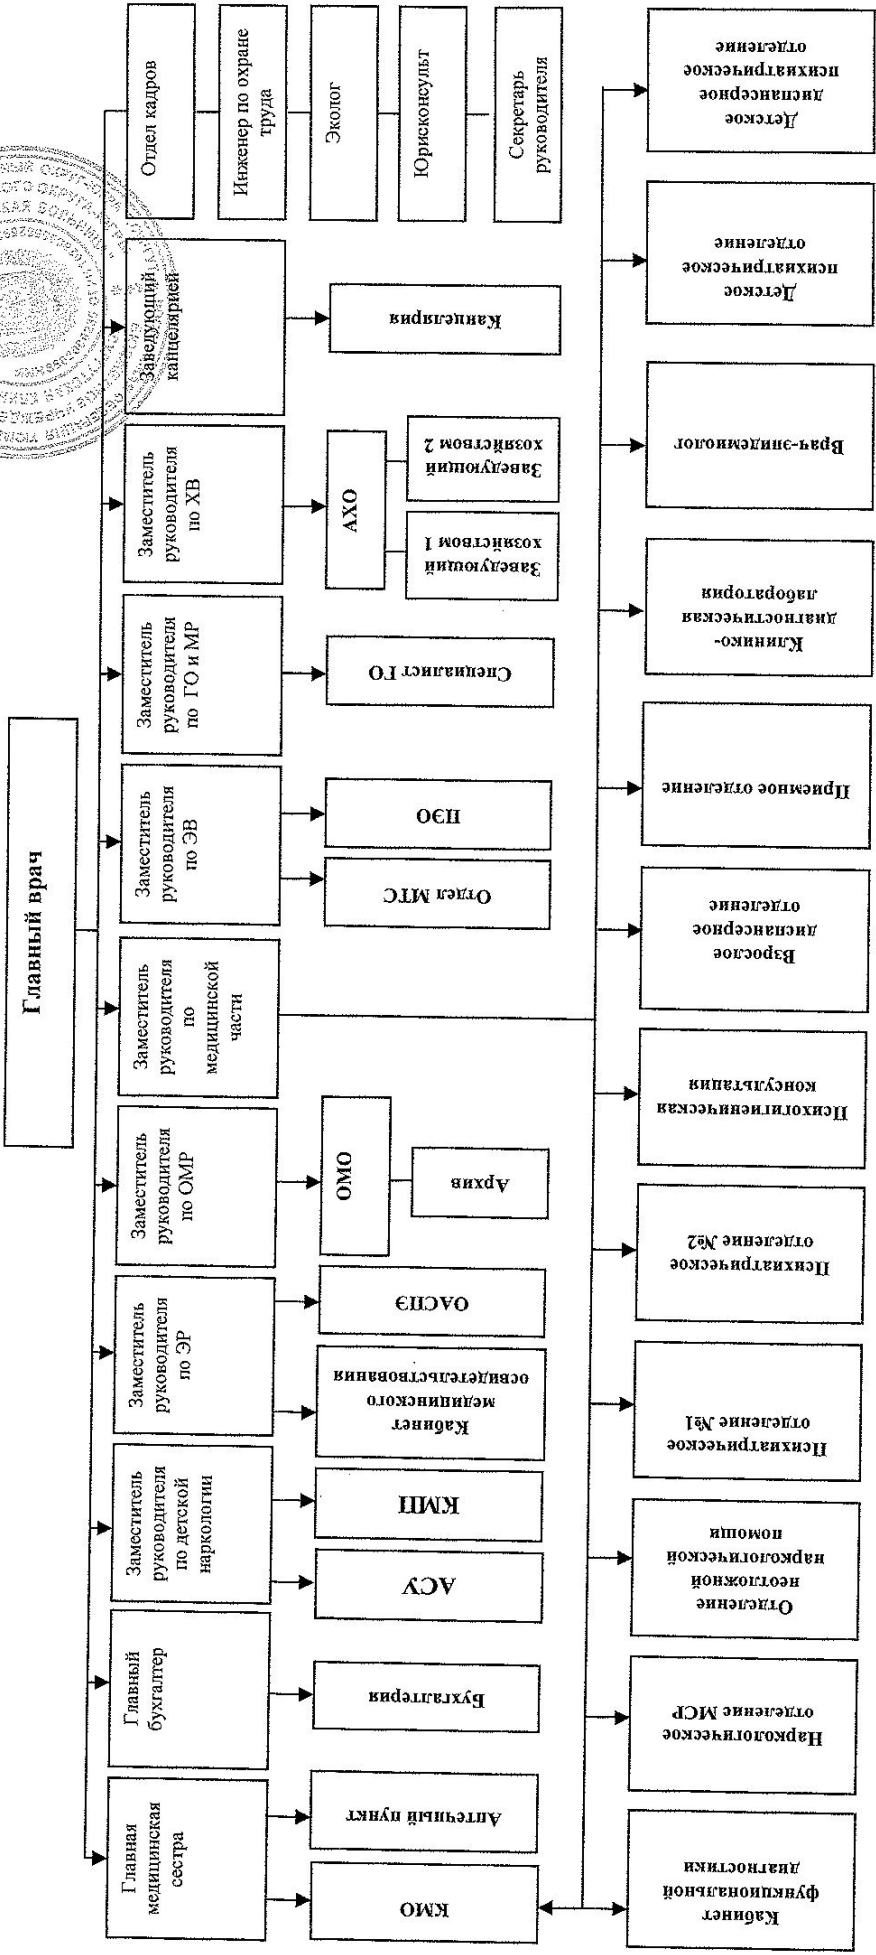 Главный врач
Главная
медицинская
сестра
Главный
бухгалтер
Заместитель
руководителя
по детской
наркологии
Заместитель
руководителя
по ЭР
Заместитель
руководителя
по ОМР
Заместитель
руководителя
по
медицинской
части
Заместитель
руководителя
по ЭВ
Заместитель
руководителя
по ГО и МР
Заместитель
руководителя
по ХВ
Заведующий
канцелярией
Отдел кадров
Инженер по охране
труда
Эколог
Юрисконсульт
Секретарь
руководителя
КМО
Аптечный пункт
Бухгалтерия
АСУ
КМП
Кабинет
медицинского
освидетельствования
ОАСПЭ
ОМО
Архив
Отдел МТС
ПЭО
Специалист ГО
АХО
Заведующий
хозяйством 1
Заведующий
хозяйством 2
Канцелярия
Кабинет
функциональной
диагностики
Наркологическое
отделение МСР
Отделение
неотложной
наркологической
помощи
Психиатрическое
отделение №1
Психиатрическое
отделение №2
Психогигиеническая
консультация
Взрослое
диспансерное
отделение
Приемное отделение
Клинико-
диагностическая
лаборатория
Врач-эпидемиолог
Детское
психиатрическое
отделение
Детское
диспансерное
психиатрическое
отделение